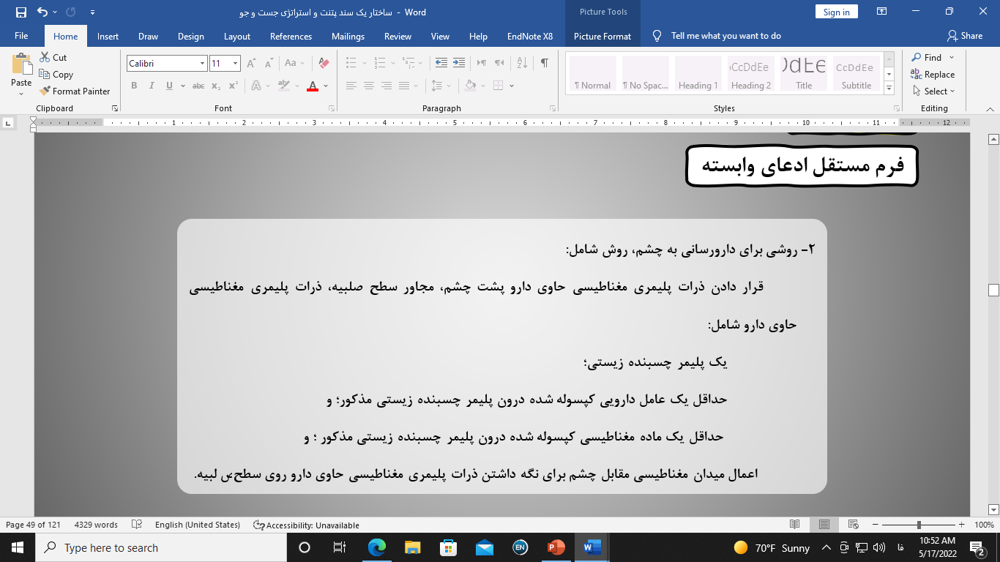 ساختار یک سند پتنت و استراتژی جست و جو - Word
Picture Tools
Sign in
File Home Insert Draw Design Layout References Mailings Review View Help EndNote X8 Picture Format Tell me what you want to do Share
Paste
Cut
Copy
Format Painter
Clipboard
Calibri 11
Font
Paragraph
¶ Normal
¶ No Spac...
AaBbCcDdEe
Heading 1
Heading 2
Title
Subtitle
Styles
Find
Replace
Select
Editing
1 2 3 4 5 6 7 8 9 10 11 12
فرم مستقل ادعای وابسته
۲- روشی برای دارورسانی به چشم، روش شامل:
قرار دادن ذرات پلیمری مغناطیسی حاوی دارو پشت چشم، مجاور سطح صلبیه، ذرات پلیمری مغناطیسی
حاوی دارو شامل:
یک پلیمر چسبنده زیستی؛
حداقل یک عامل دارویی کپسوله شده درون پلیمر چسبنده زیستی مذکور؛ و
حداقل یک ماده مغناطیسی کپسوله شده درون پلیمر چسبنده زیستی مذکور ؛ و
اعمال میدان مغناطیسی مقابل چشم برای نگه داشتن ذرات پلیمری مغناطیسی حاوی دارو روی سطح لبیه.
Page 49 of 121 4329 words English (United States) Accessibility: Unavailable 100%
Type here to search
EN
70°F Sunny
فا
10:52 AM
5/17/2022
2